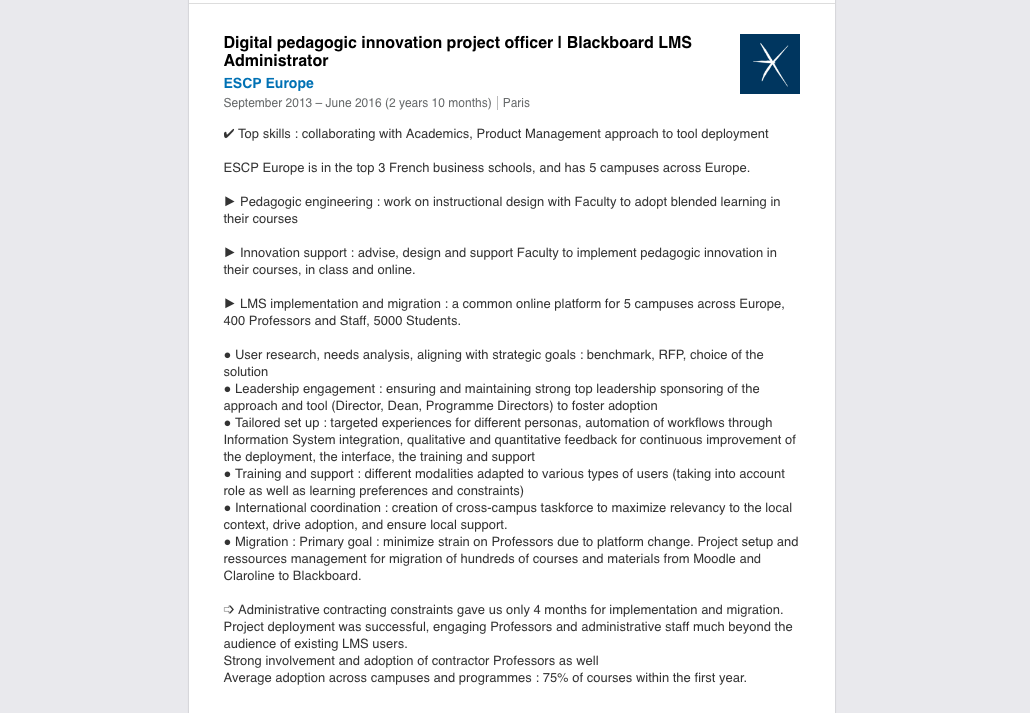 Digital pedagogic innovation project officer | Blackboard LMS
Administrator
ESCP Europe
September 2013 – June 2016 (2 years 10 months) | Paris
✔ Top skills : collaborating with Academics, Product Management approach to tool deployment
ESCP Europe is in the top 3 French business schools, and has 5 campuses across Europe.
► Pedagogic engineering : work on instructional design with Faculty to adopt blended learning in
their courses
► Innovation support : advise, design and support Faculty to implement pedagogic innovation in
their courses, in class and online.
► LMS implementation and migration : a common online platform for 5 campuses across Europe,
400 Professors and Staff, 5000 Students.
● User research, needs analysis, aligning with strategic goals : benchmark, RFP, choice of the
solution
● Leadership engagement : ensuring and maintaining strong top leadership sponsoring of the
approach and tool (Director, Dean, Programme Directors) to foster adoption
● Tailored set up : targeted experiences for different personas, automation of workflows through
Information System integration, qualitative and quantitative feedback for continuous improvement of
the deployment, the interface, the training and support
● Training and support : different modalities adapted to various types of users (taking into account
role as well as learning preferences and constraints)
● International coordination : creation of cross-campus taskforce to maximize relevancy to the local
context, drive adoption, and ensure local support.
● Migration : Primary goal : minimize strain on Professors due to platform change. Project setup and
ressources management for migration of hundreds of courses and materials from Moodle and
Claroline to Blackboard.
➩ Administrative contracting constraints gave us only 4 months for implementation and migration.
Project deployment was successful, engaging Professors and administrative staff much beyond the
audience of existing LMS users.
Strong involvement and adoption of contractor Professors as well
Average adoption across campuses and programmes : 75% of courses within the first year.